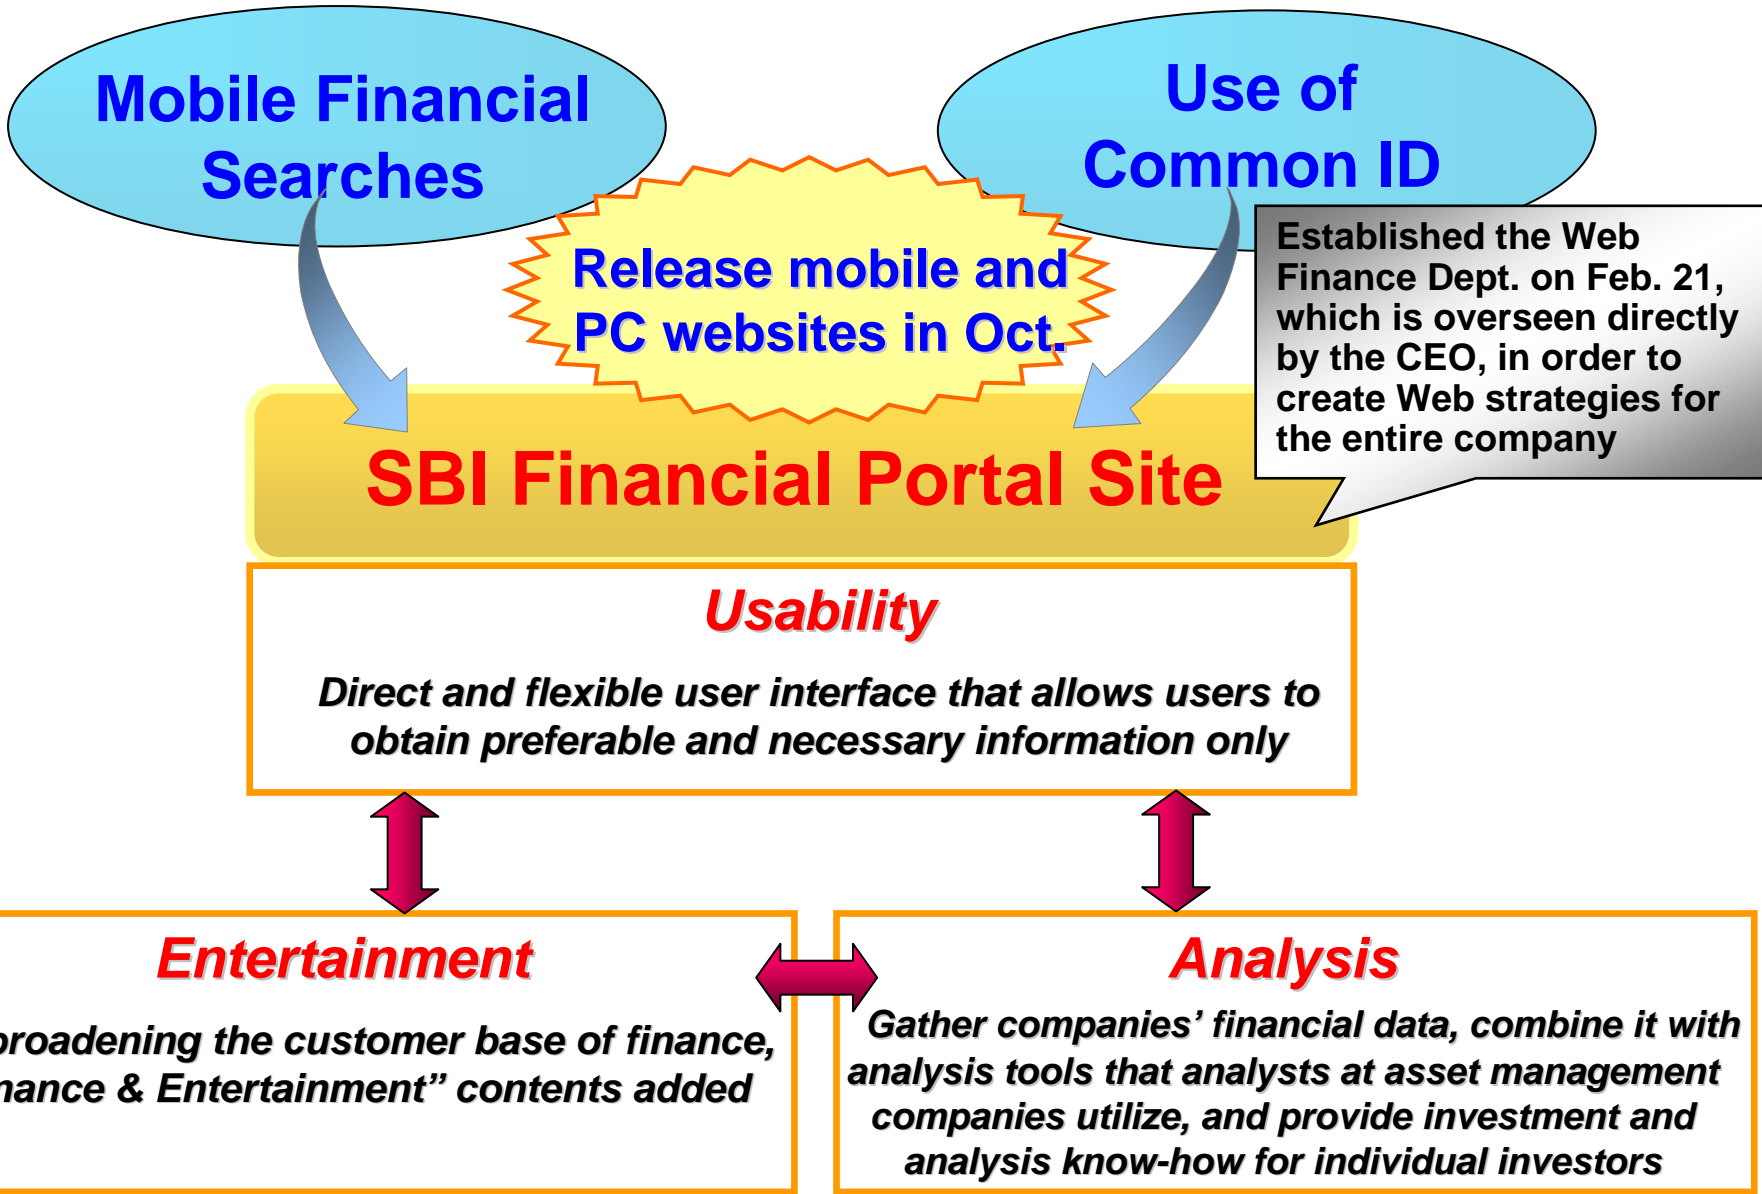 Mobile Financial
Searches
Use of
Common ID
Release mobile and
PC websites in Oct.
Established the Web
Finance Dept. on Feb. 21,
which is overseen directly
by the CEO, in order to
create Web strategies for
the entire company
SBI Financial Portal Site
Usability
Direct and flexible user interface that allows users to
obtain preferable and necessary information only
Entertainment
broadening the customer base of finance,
nance & Entertainment” contents added
Analysis
Gather companies’ financial data, combine it with
analysis tools that analysts at asset management
companies utilize, and provide investment and
analysis know-how for individual investors